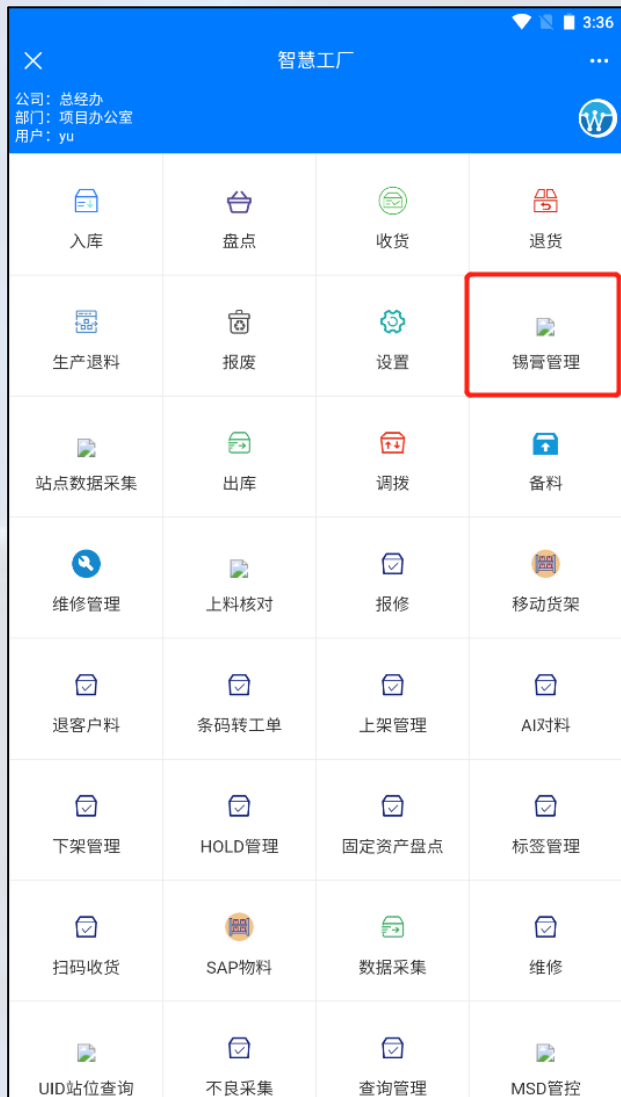 3:36
智慧工厂
公司：总经办
部门：项目办公室
用户：yu
入库
盘点
收货
退货
生产退料
报废
设置
锡膏管理
站点数据采集
出库
调拨
备料
维修管理
上料核对
报修
移动货架
退客户料
条码转工单
上架管理
AI对料
下架管理
HOLD管理
固定资产盘点
标签管理
扫码收货
SAP物料
数据采集
维修
UID站位查询
不良采集
查询管理
MSD管控